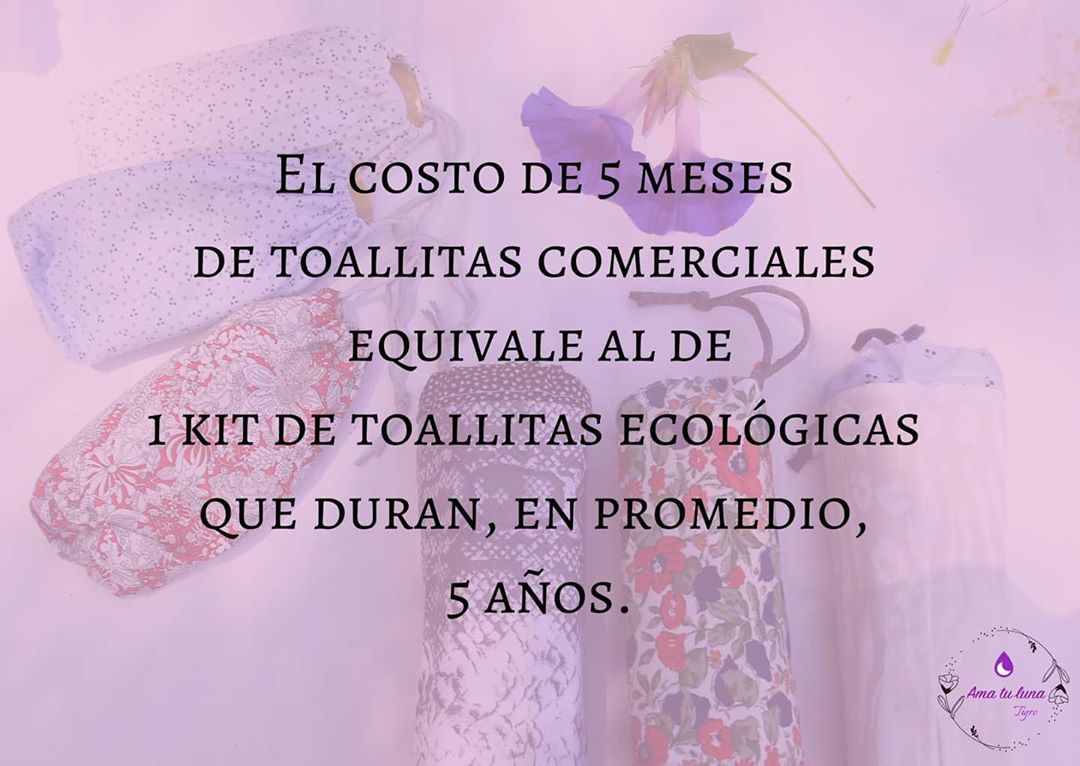 El costo de 5 meses
de toallitas comerciales
equivale al de
1 kit de toallitas ecológicas
que duran, en promedio,
5 años.
Ama tu luna
Tigre